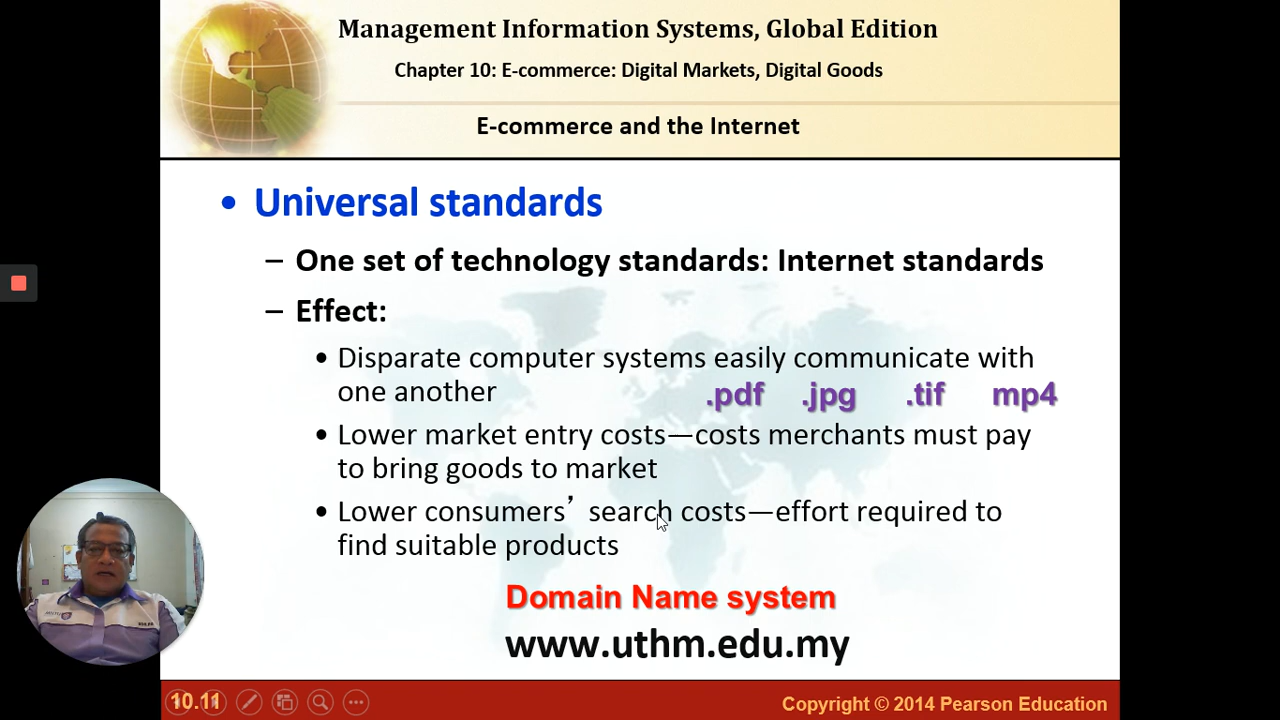 Management Information Systems, Global Edition
Chapter 10: E-commerce: Digital Markets, Digital Goods
E-commerce and the Internet
• Universal standards
– One set of technology standards: Internet standards
– Effect:
• Disparate computer systems easily communicate with
one another
.pdf .jpg .tif mp4
• Lower market entry costs—costs merchants must pay
to bring goods to market
• Lower consumers’ search costs—effort required to
find suitable products
Domain Name system
www.uthm.edu.my
10.11
Copyright © 2014 Pearson Education